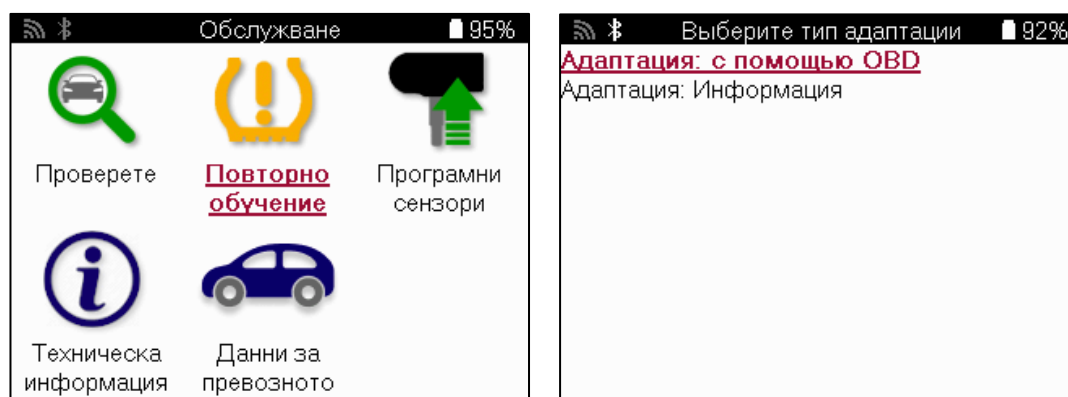 Обслужване 95%
Проверете
Повторно
обучение
Програмни
сензори
Техническа
информация
Данни за
превозното
Выберите тип адаптации 92%
Адаптация: с помощью OBD
Адаптация: Информация